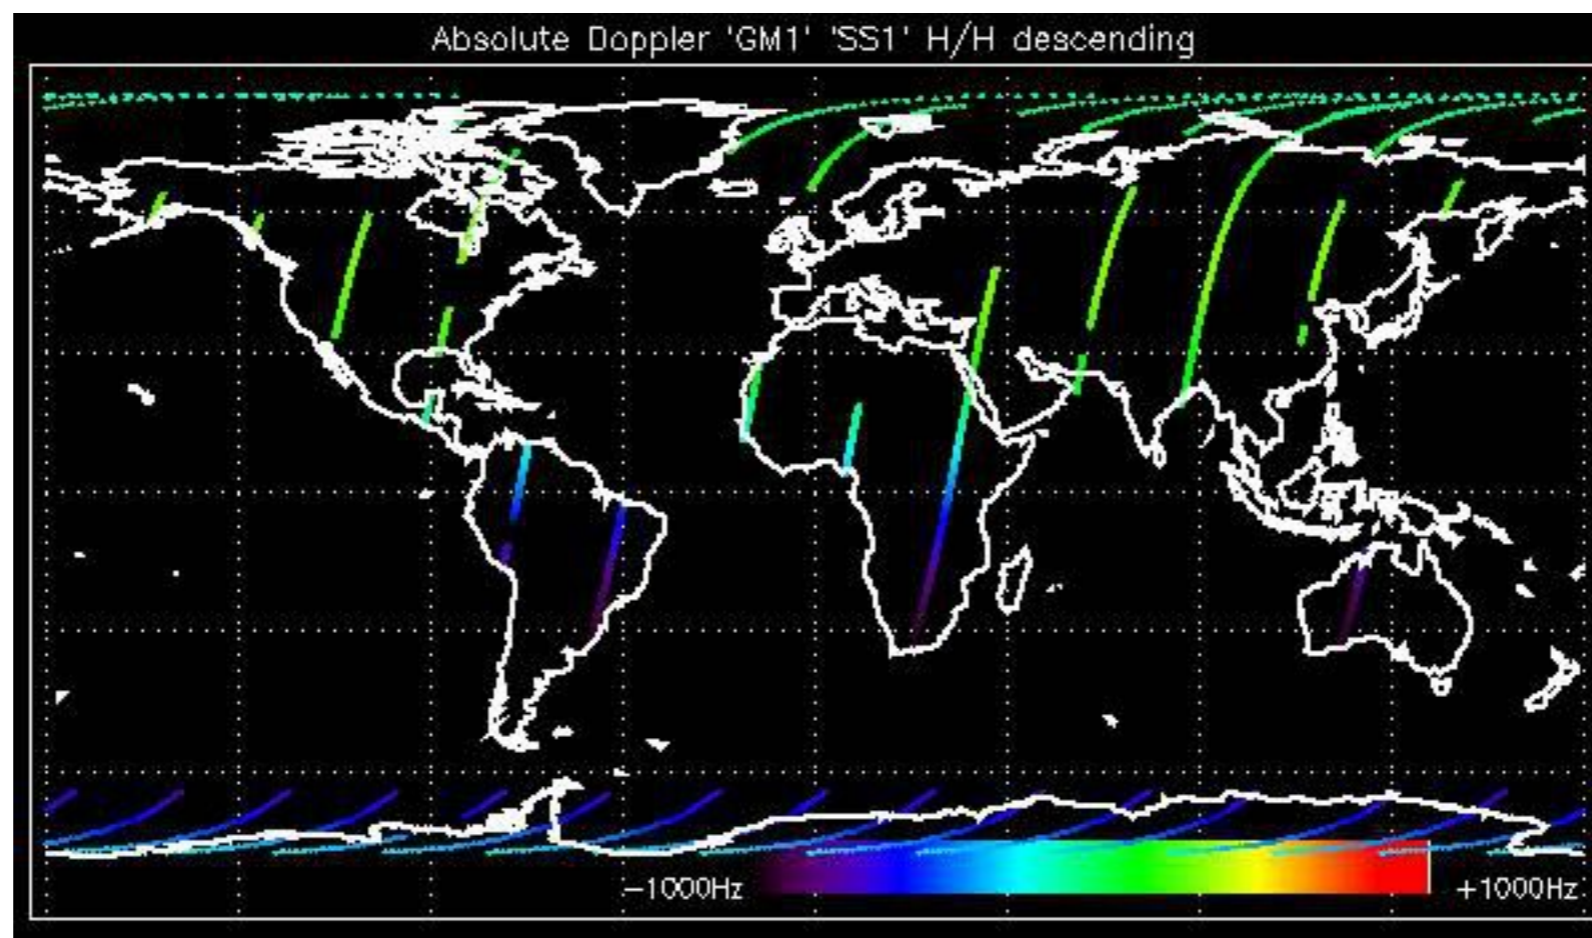 Absolute Doppler 'GM1' 'SS1' H/H descending
-1000Hz +1000Hz